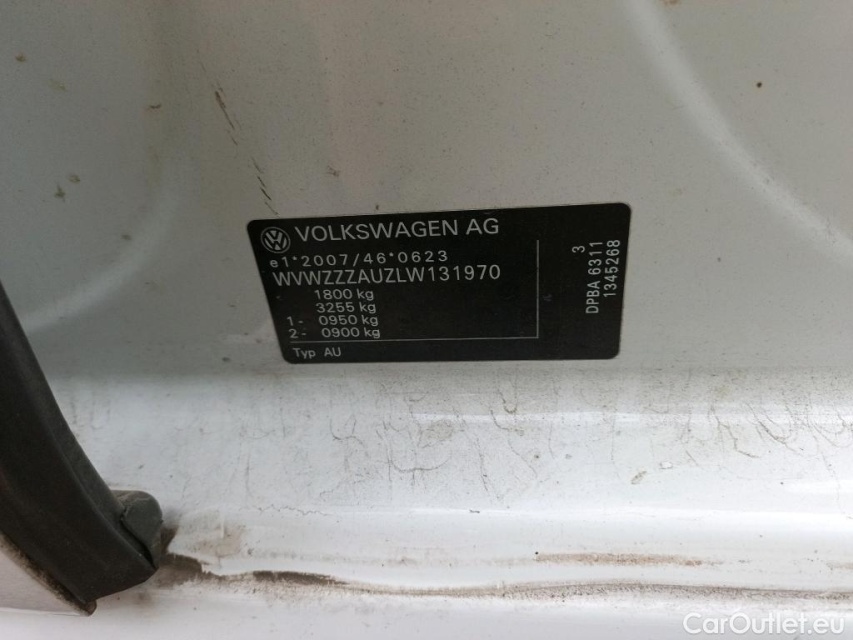 VOLKSWAGEN AG
e1*2007/46*0623
WVWZZZAUZLW131970
1800 kg
3255 kg
1- 0950 kg
2- 0900 kg
Typ AU
3
DPBA 6311
1345268
CarOutlet.eu